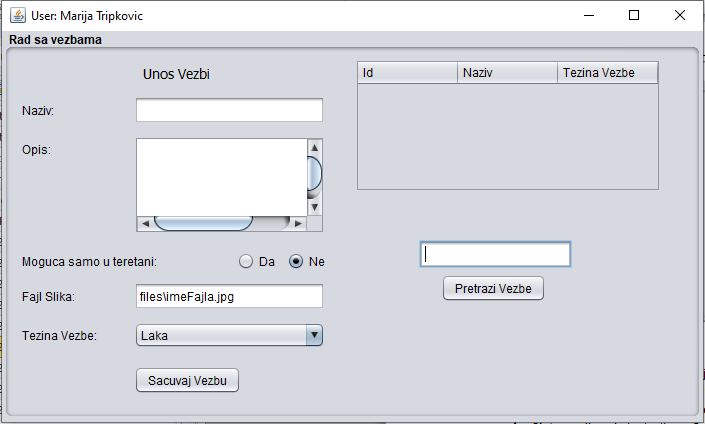 User: Marija Tripkovic
Rad sa vezbama
Unos Vezbi
Naziv:
Opis:
Moguca samo u teretani:
Da
Ne
Fajl Slika:
files\imeFajla.jpg
Tezina Vezbe:
Laka
Sacuvaj Vezbu
Id
Naziv
Tezina Vezbe
Pretrazi Vezbe